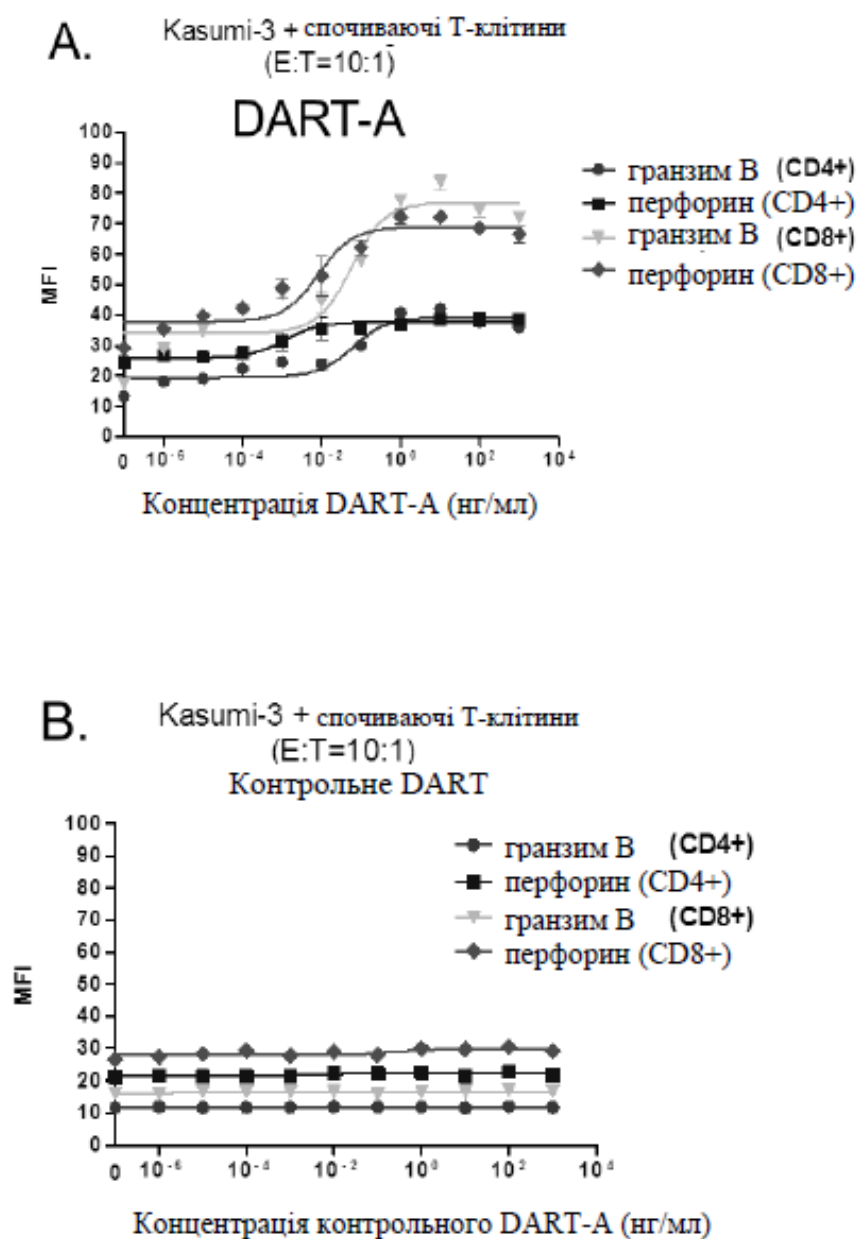 A.
Kasumi-3 + спочиваючі Т-клітини
(E:T=10:1)
DART-A
100
90
80
70
60
50
40
30
20
10
0
MFI
гранзим В (CD4+)
перфорин (CD4+)
гранзим В (CD8+)
перфорин (CD8+)
0 10-6 10-4 10-2 100 102 104
Концентрація DART-A (нг/мл)
B.
Kasumi-3 + спочиваючі Т-клітини
(E:T=10:1)
Контрольне DART
100
90
80
70
60
50
40
30
20
10
0
MFI
гранзим В (CD4+)
перфорин (CD4+)
гранзим В (CD8+)
перфорин (CD8+)
0 10-6 10-4 10-2 100 102 104
Концентрація контрольного DART-A (нг/мл)